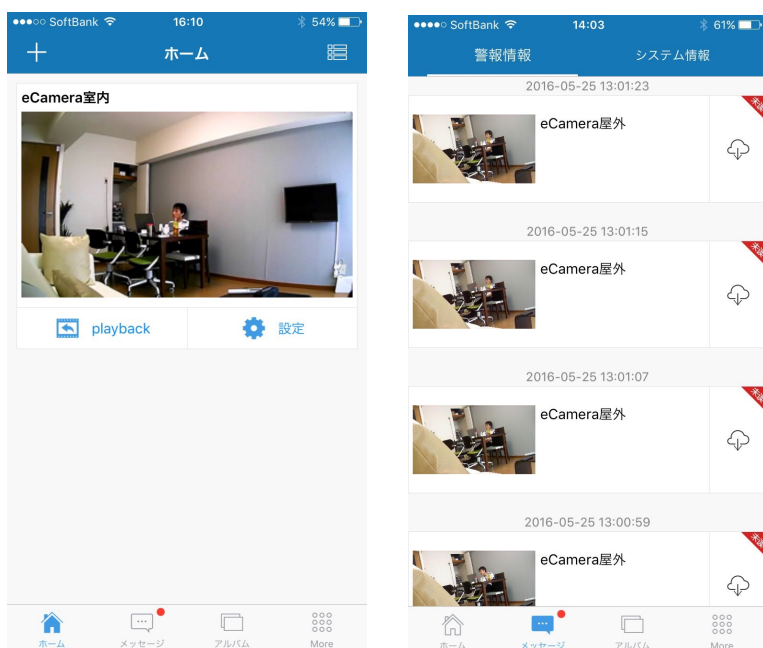 SoftBank 16:10 54%
ホーム
eCamera室内
playback 設定
ホーム メッセージ アルバム More
SoftBank 14:03 61%
警報情報 システム情報
2016-05-25 13:01:23
eCamera屋外
2016-05-25 13:01:15
eCamera屋外
2016-05-25 13:01:07
eCamera屋外
2016-05-25 13:00:59
eCamera屋外
ホーム メッセージ アルバム More